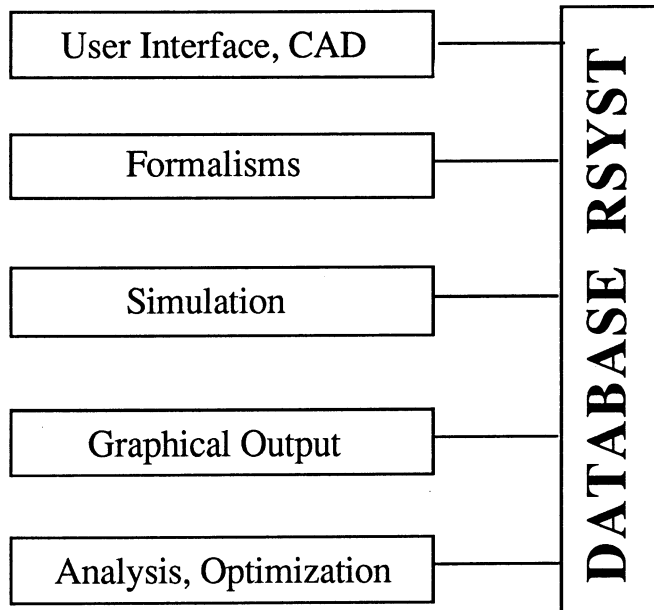 User Interface, CAD
Formalisms
Simulation
Graphical Output
Analysis, Optimization
DATABASE RSYST